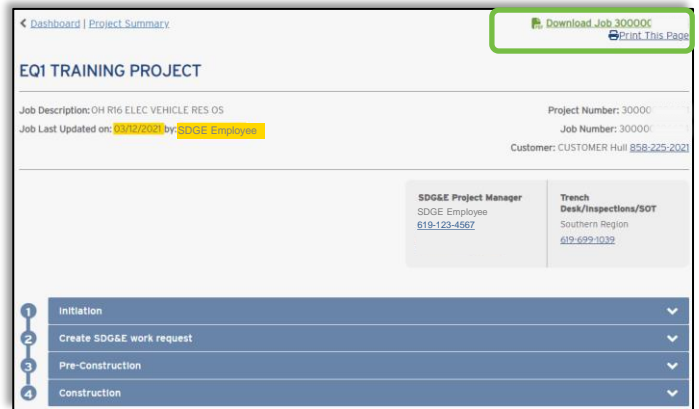 Dashboard | Project Summary
Download Job 300000
Print This Page
EQ1 TRAINING PROJECT
Job Description: OH R16 ELEC VEHICLE RES OS
Project Number: 30000
Job Last Updated on: 03/12/2021 by: SDGE Employee
Job Number: 30000
Customer: CUSTOMER Hull 858-225-2021
SDG&E Project Manager
SDGE Employee
619-123-4567
Trench
Desk/Inspections/SOT
Southern Region
619-699-1039
1 Initiation
2 Create SDG&E work request
3 Pre-Construction
4 Construction